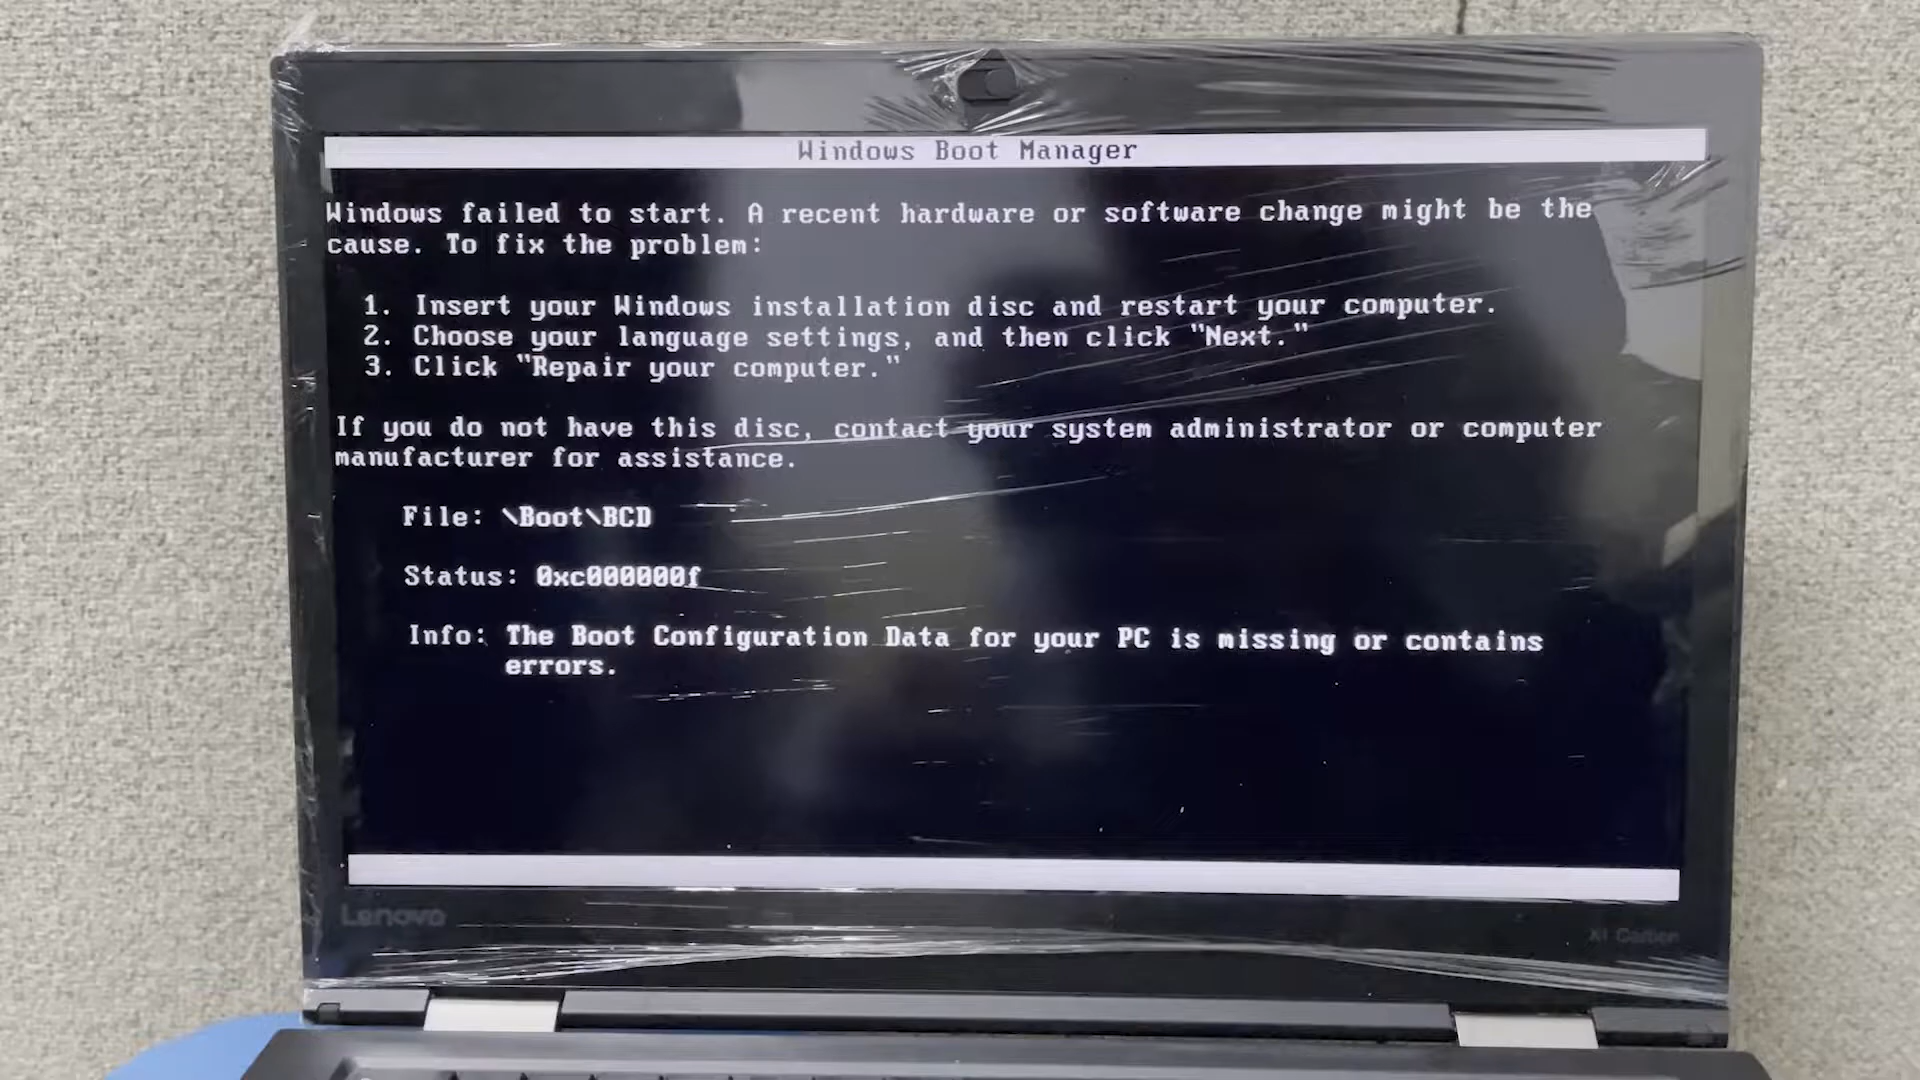 Windows Boot Manager
Windows failed to start. A recent hardware or software change might be the
cause. To fix the problem:
1. Insert your Windows installation disc and restart your computer.
2. Choose your language settings, and then click "Next."
3. Click "Repair your computer."
If you do not have this disc, contact your system administrator or computer
manufacturer for assistance.
File: \Boot\BCD
Status: 0xc000000f
Info: The Boot Configuration Data for your PC is missing or contains
errors.
Lenovo
X1 Carbon